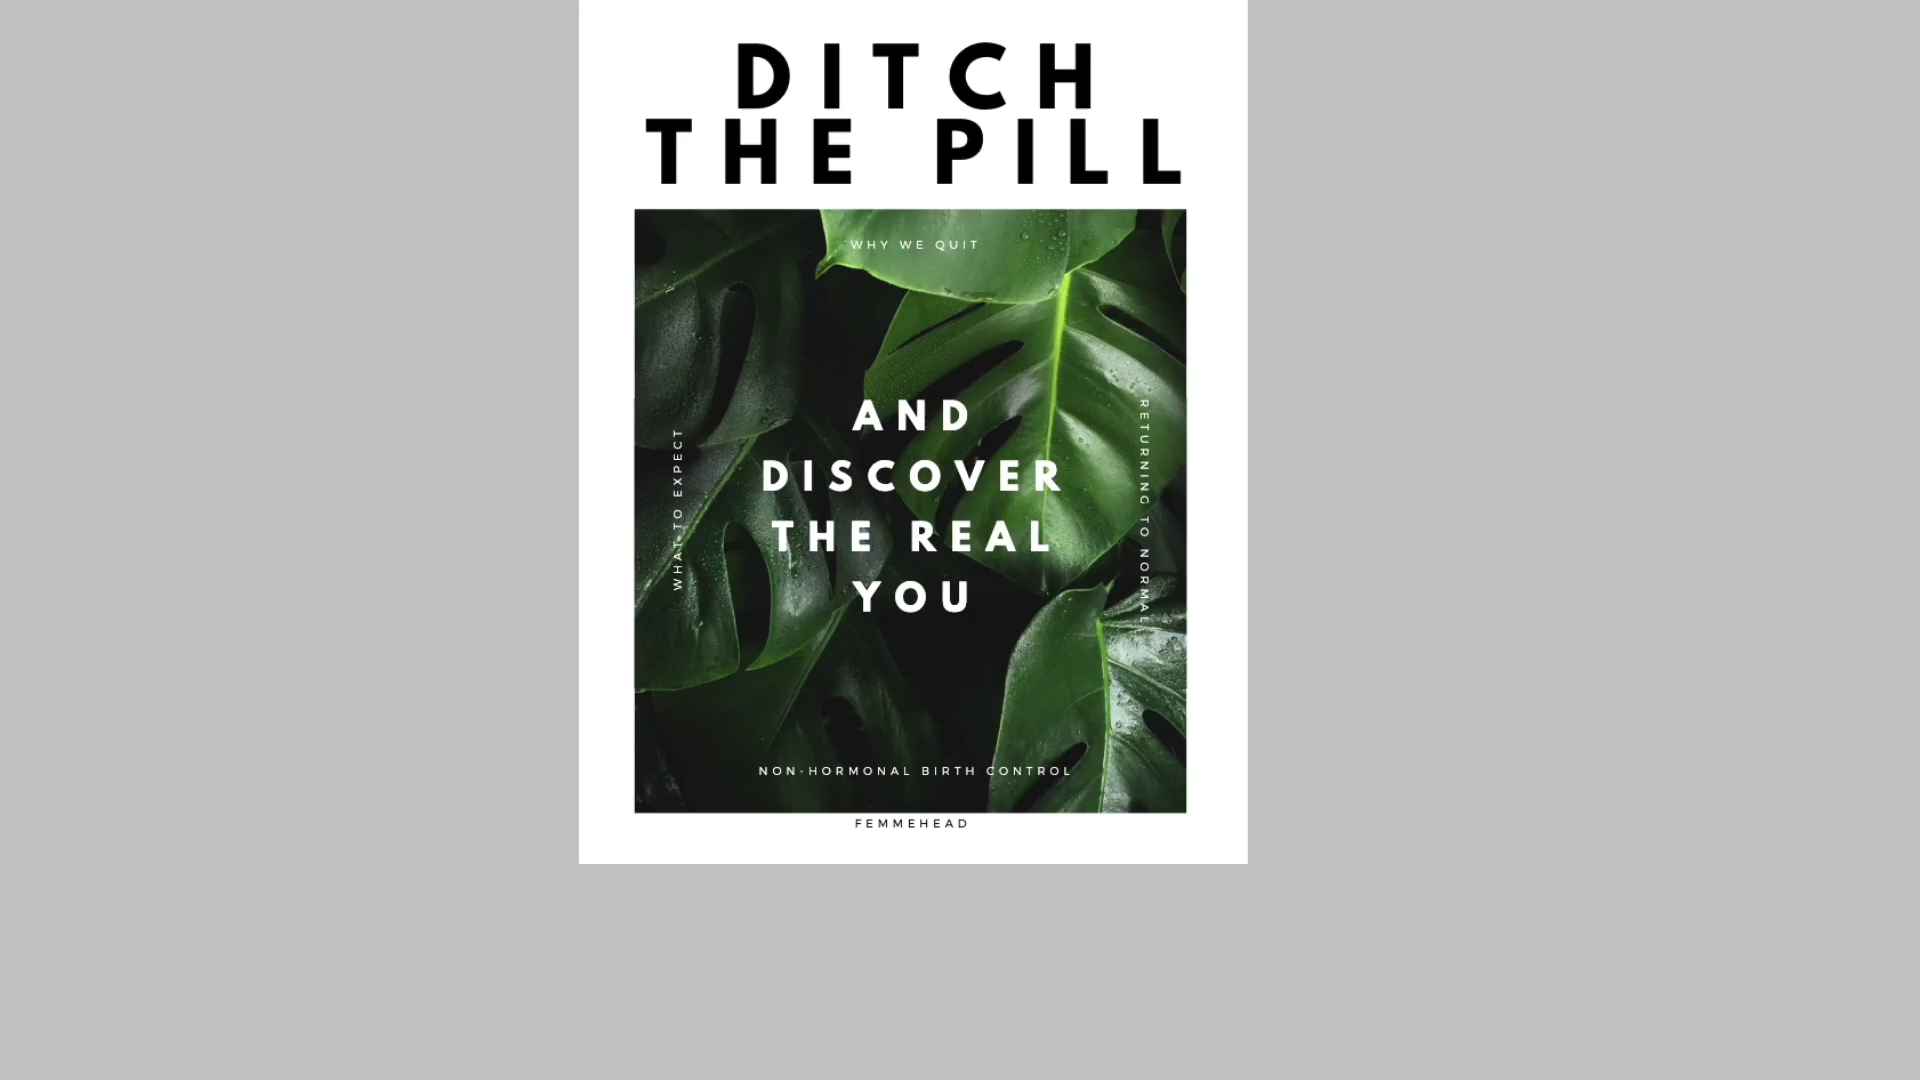 DITCH
THE PILL
WHY WE QUIT
WHAT TO EXPECT
AND
DISCOVER
THE REAL
YOU
RETURNING TO NORMAL
NON-HORMONAL BIRTH CONTROL
FEMMEHEAD